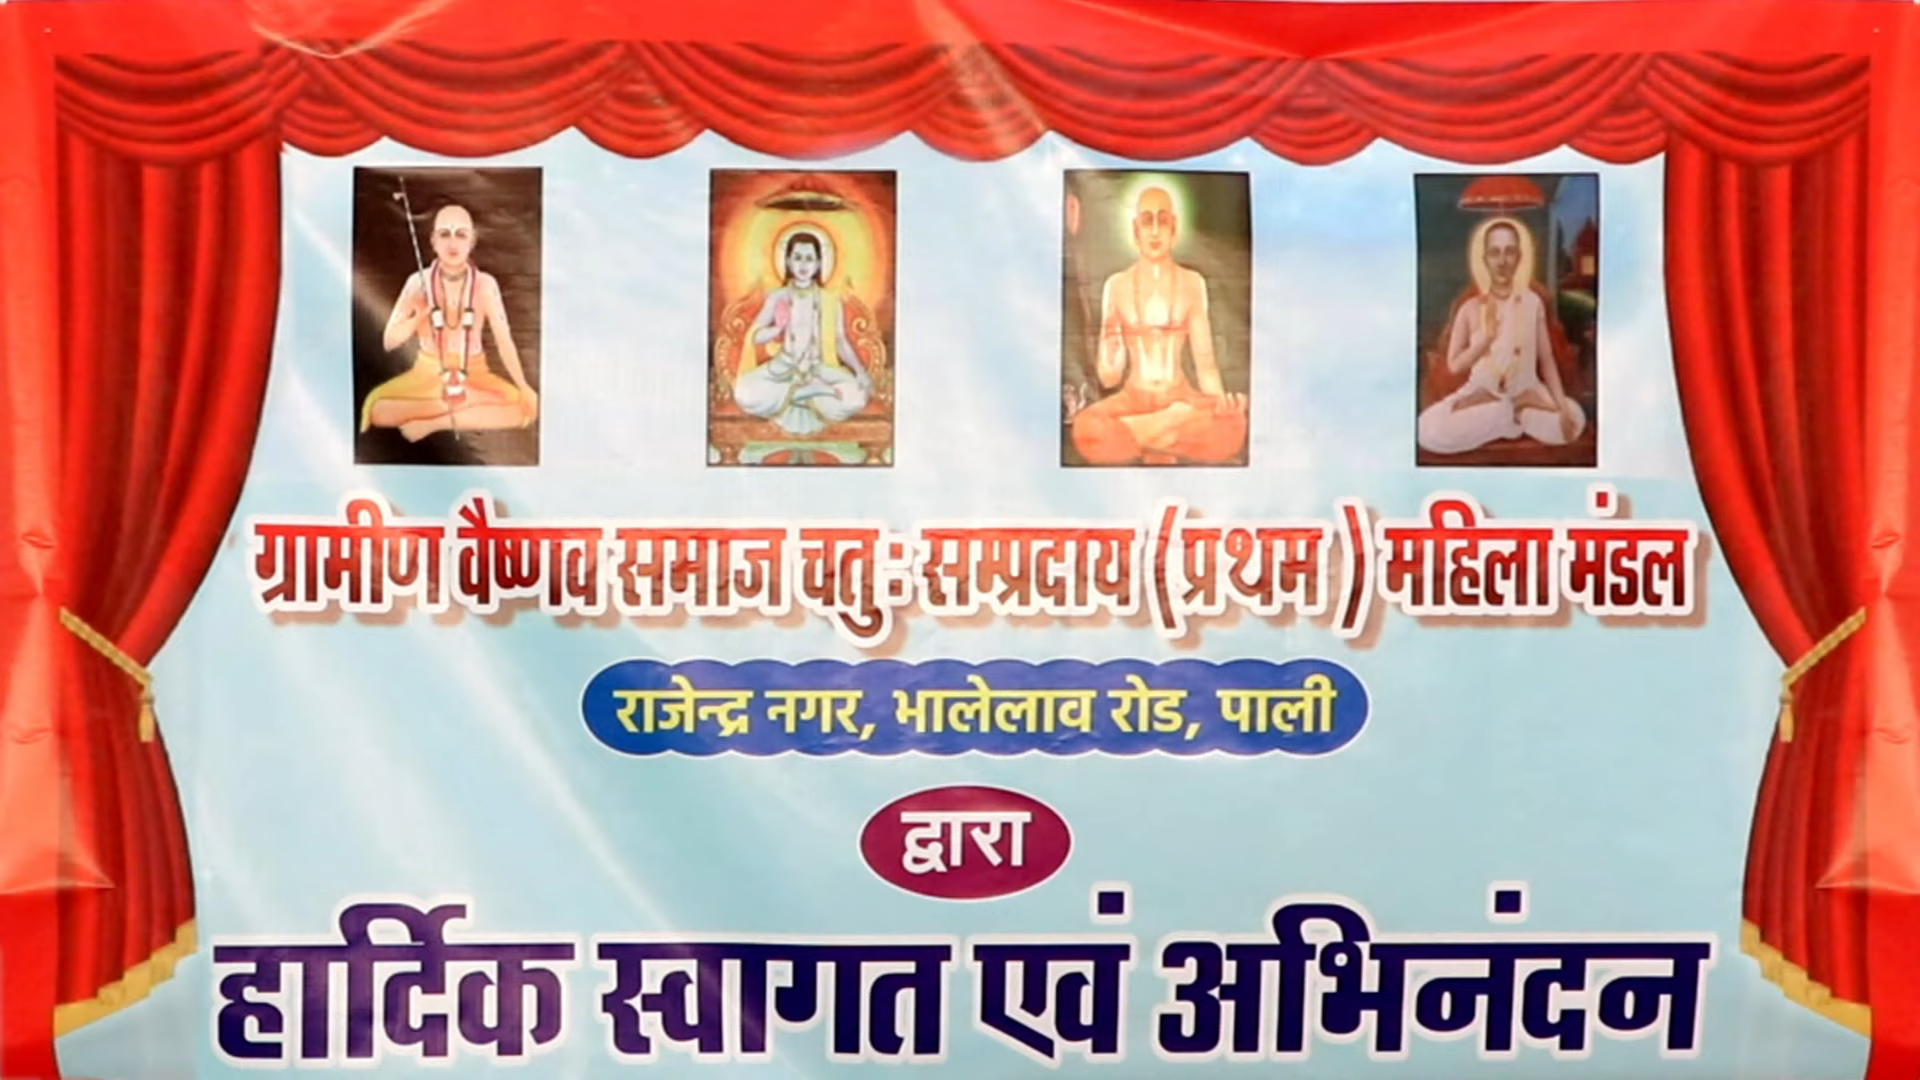 ग्रामीण वैष्णव समाज चतुः सम्प्रदाय (प्रथम) महिला मंडल
राजेन्द्र नगर, भालेलाव रोड, पाली
द्वारा
हार्दिक स्वागत एवं अभिनंदन